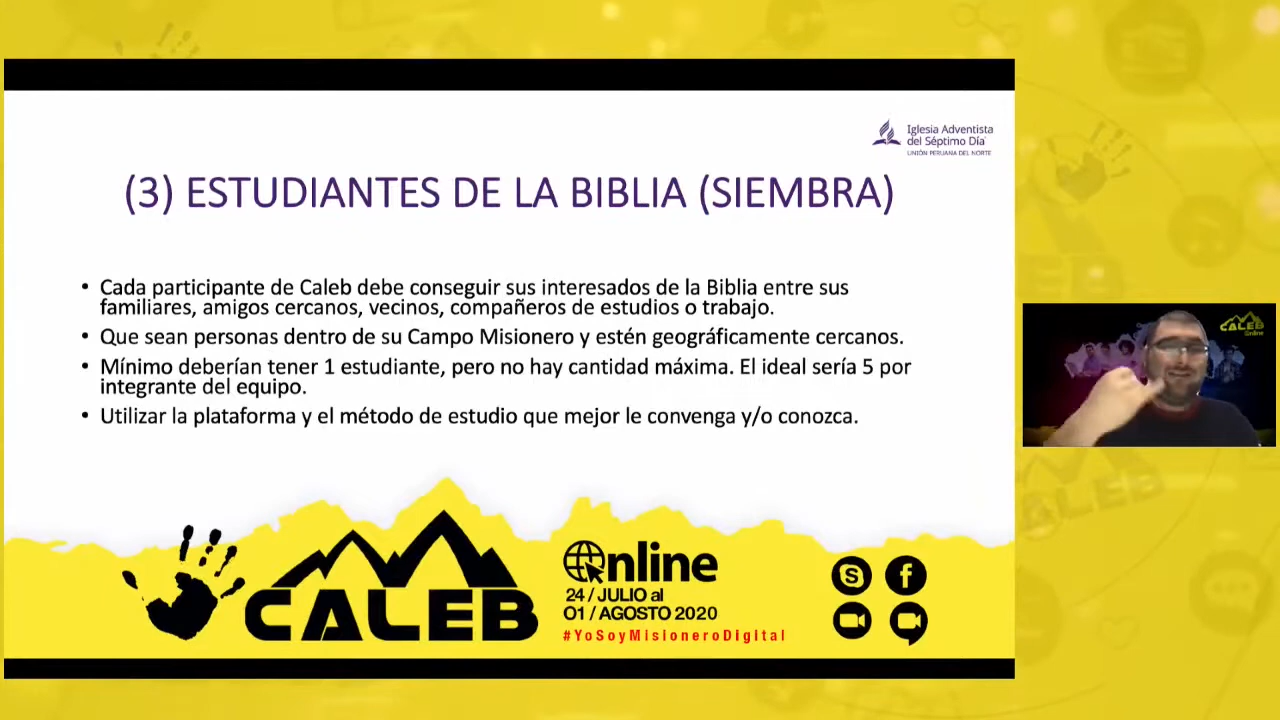 Iglesia Adventista
del Séptimo Día
UNIÓN PERUANA DEL NORTE
(3) ESTUDIANTES DE LA BIBLIA (SIEMBRA)
• Cada participante de Caleb debe conseguir sus interesados de la Biblia entre sus
familiares, amigos cercanos, vecinos, compañeros de estudios o trabajo.
• Que sean personas dentro de su Campo Misionero y estén geográficamente cercanos.
• Mínimo deberían tener 1 estudiante, pero no hay cantidad máxima. El ideal sería 5 por
integrante del equipo.
• Utilizar la plataforma y el método de estudio que mejor le convenga y/o conozca.
CALEB
Online
24 / JULIO al
01 / AGOSTO 2020
#YoSoyMisioneroDigital
CALEB
Online
CALEB